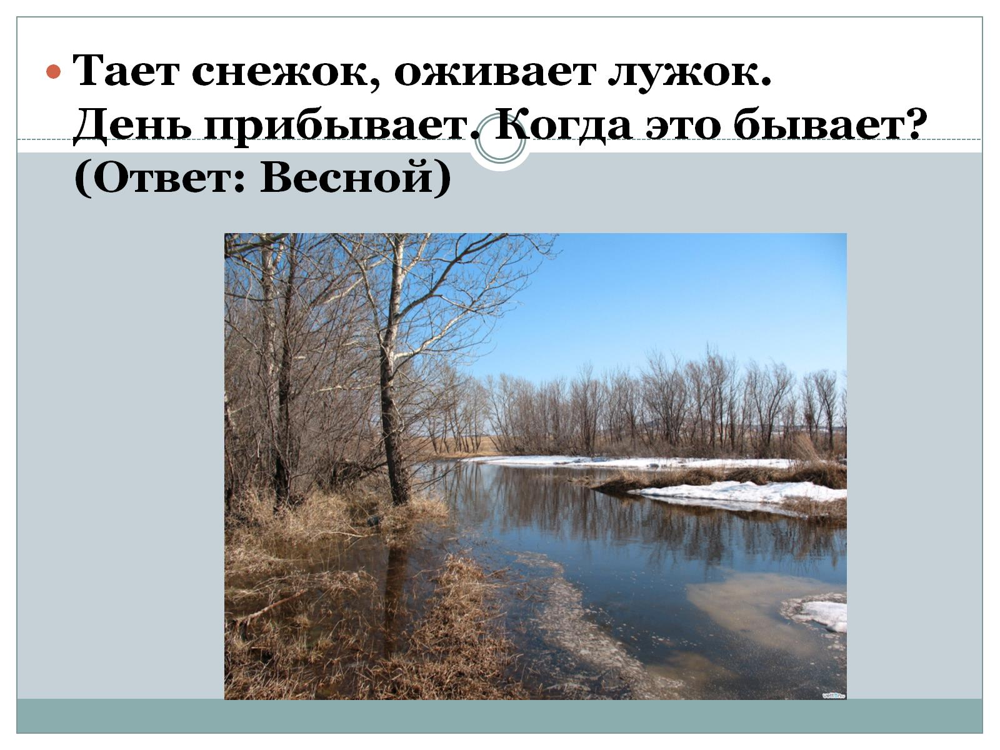 Тает снежок, оживает лужок.
День прибывает. Когда это бывает?
(Ответ: Весной)